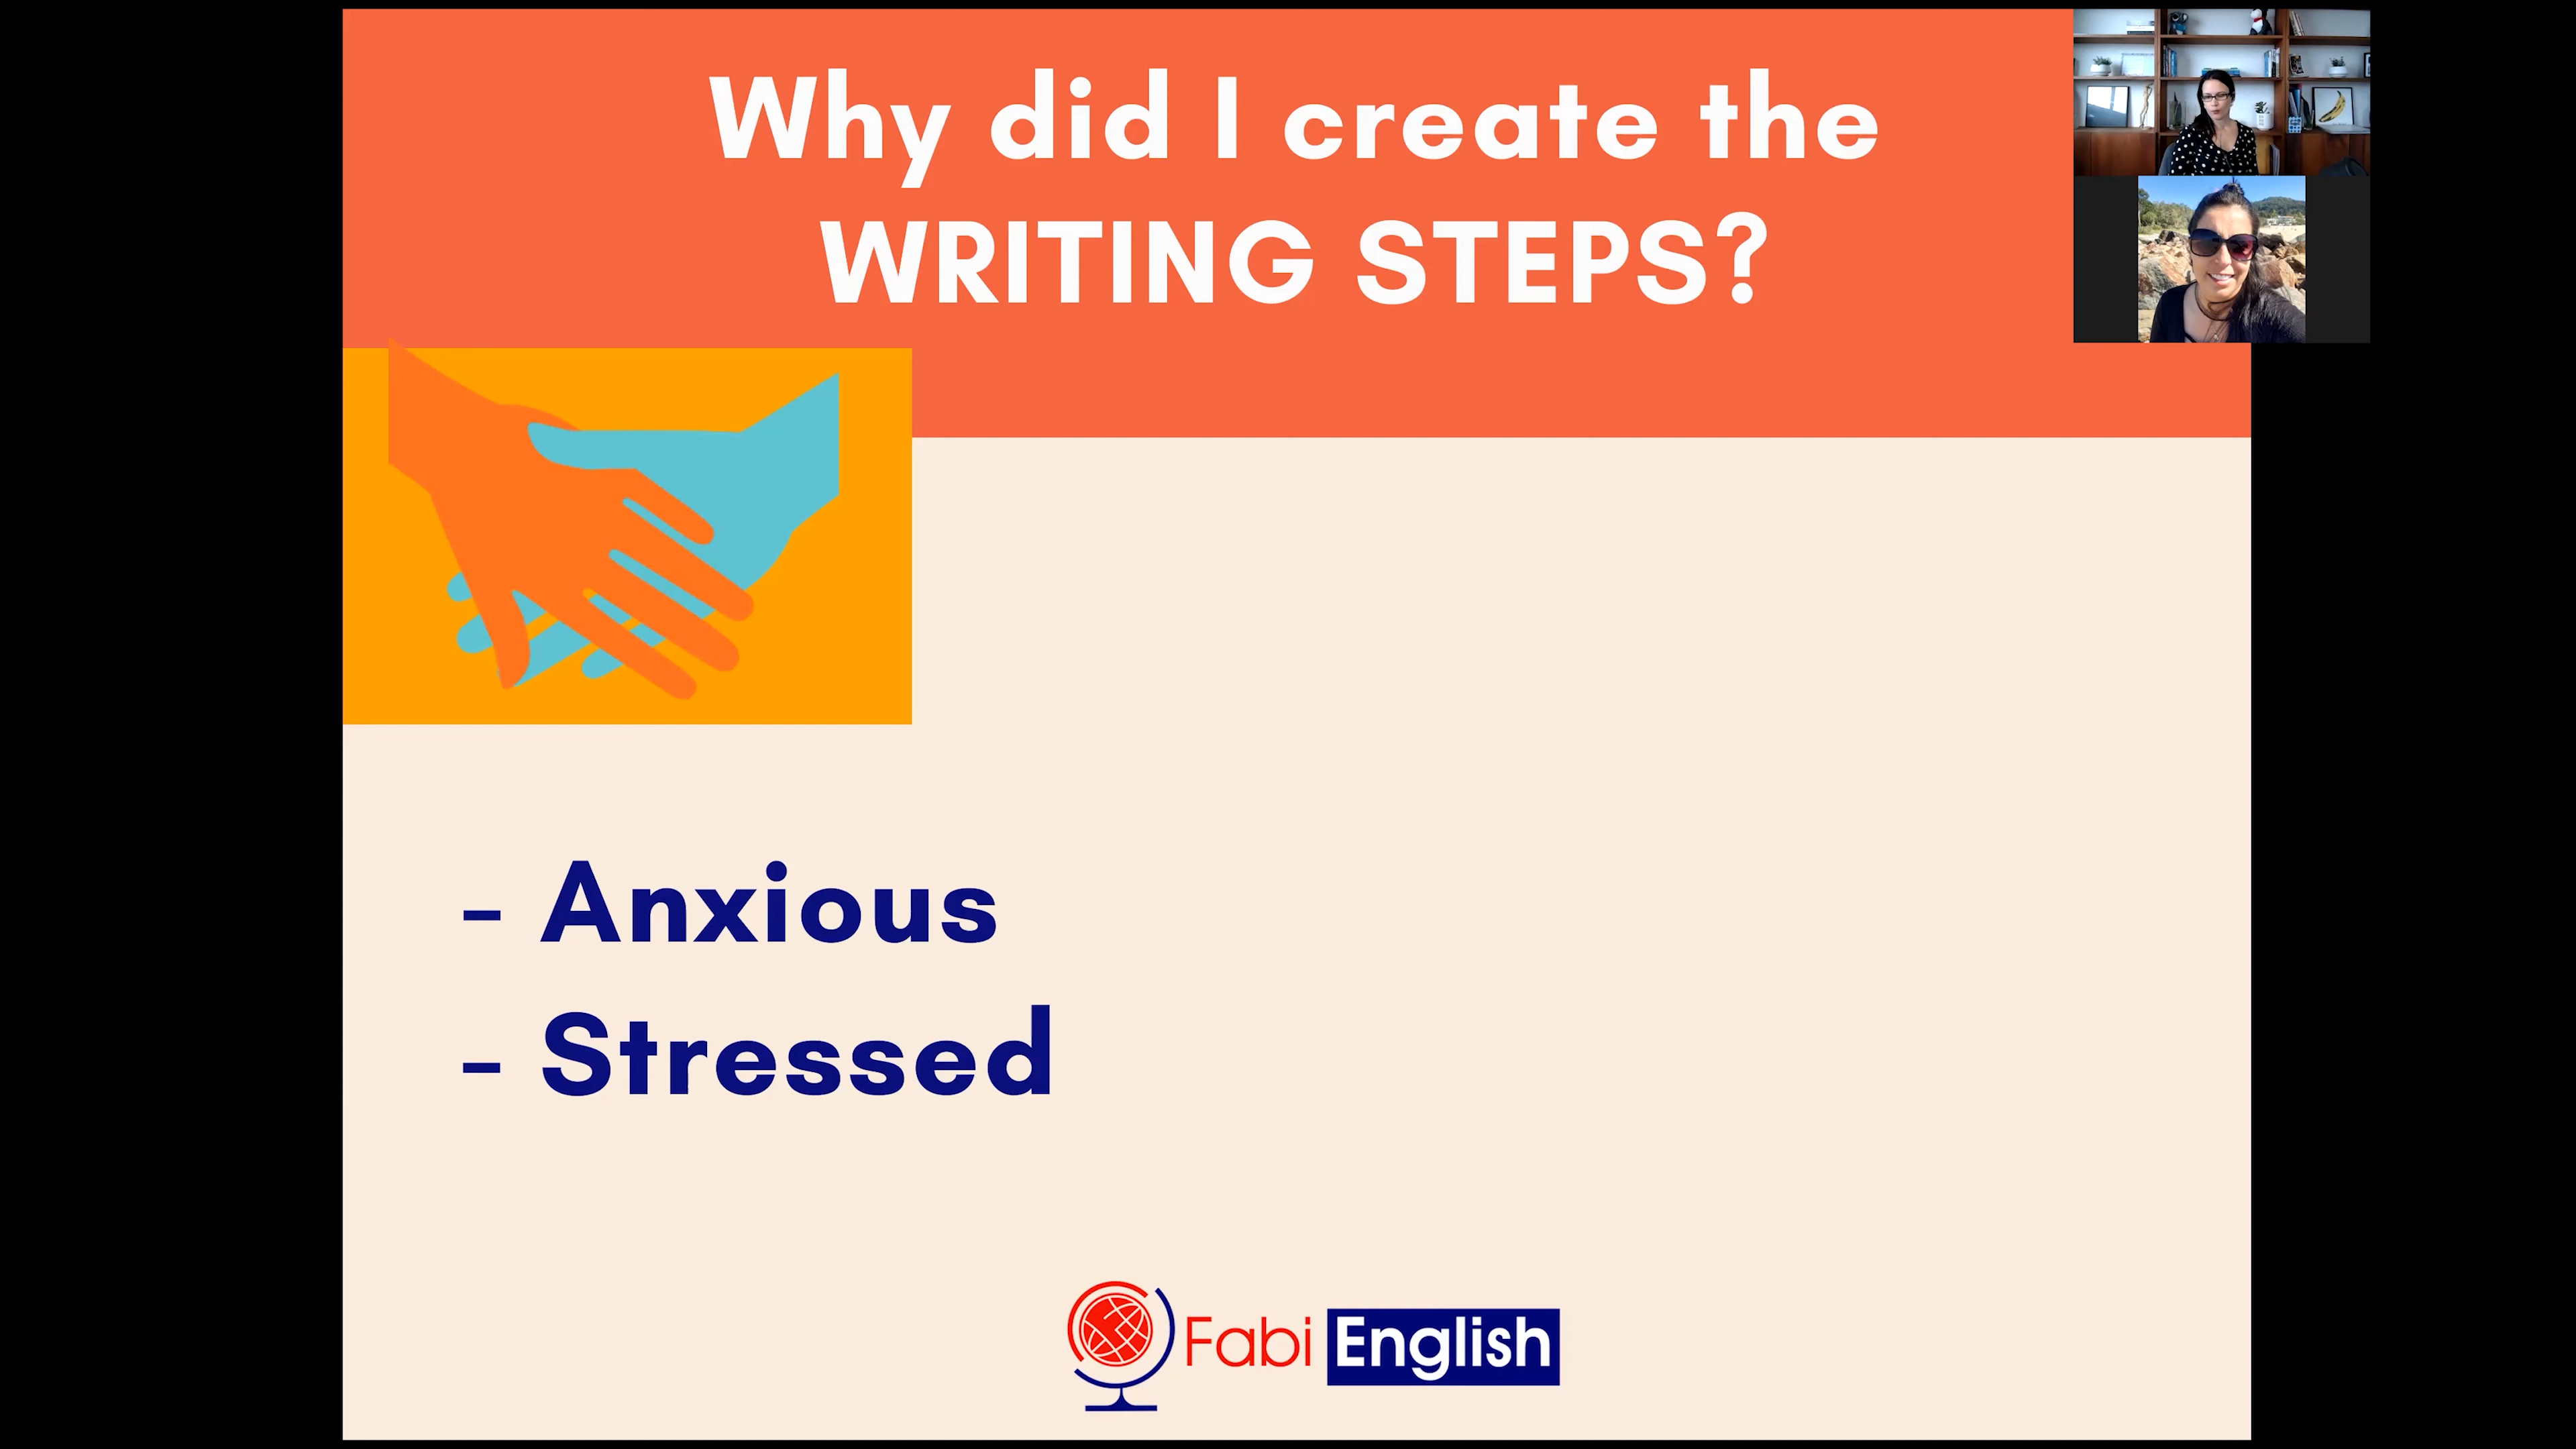 Why did I create the
WRITING STEPS?
- Anxious
- Stressed
Fabi English